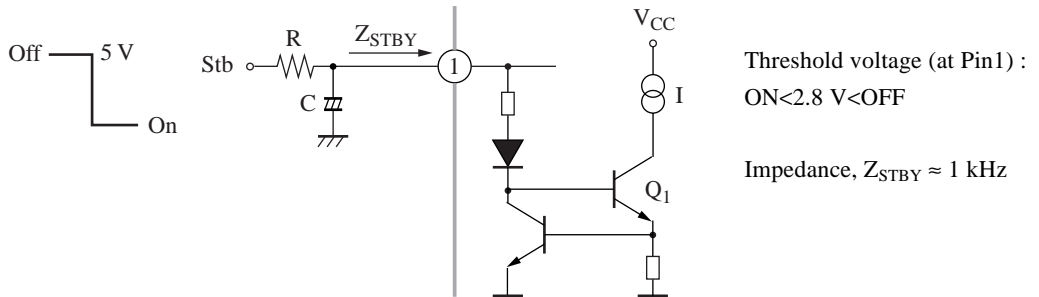 Off
5 V
On
Stb
R
C
Z_STBY
1
V_CC
I
Q_1
Threshold voltage (at Pin1) :
ON<2.8 V<OFF
Impedance, Z_STBY ≈ 1 kHz